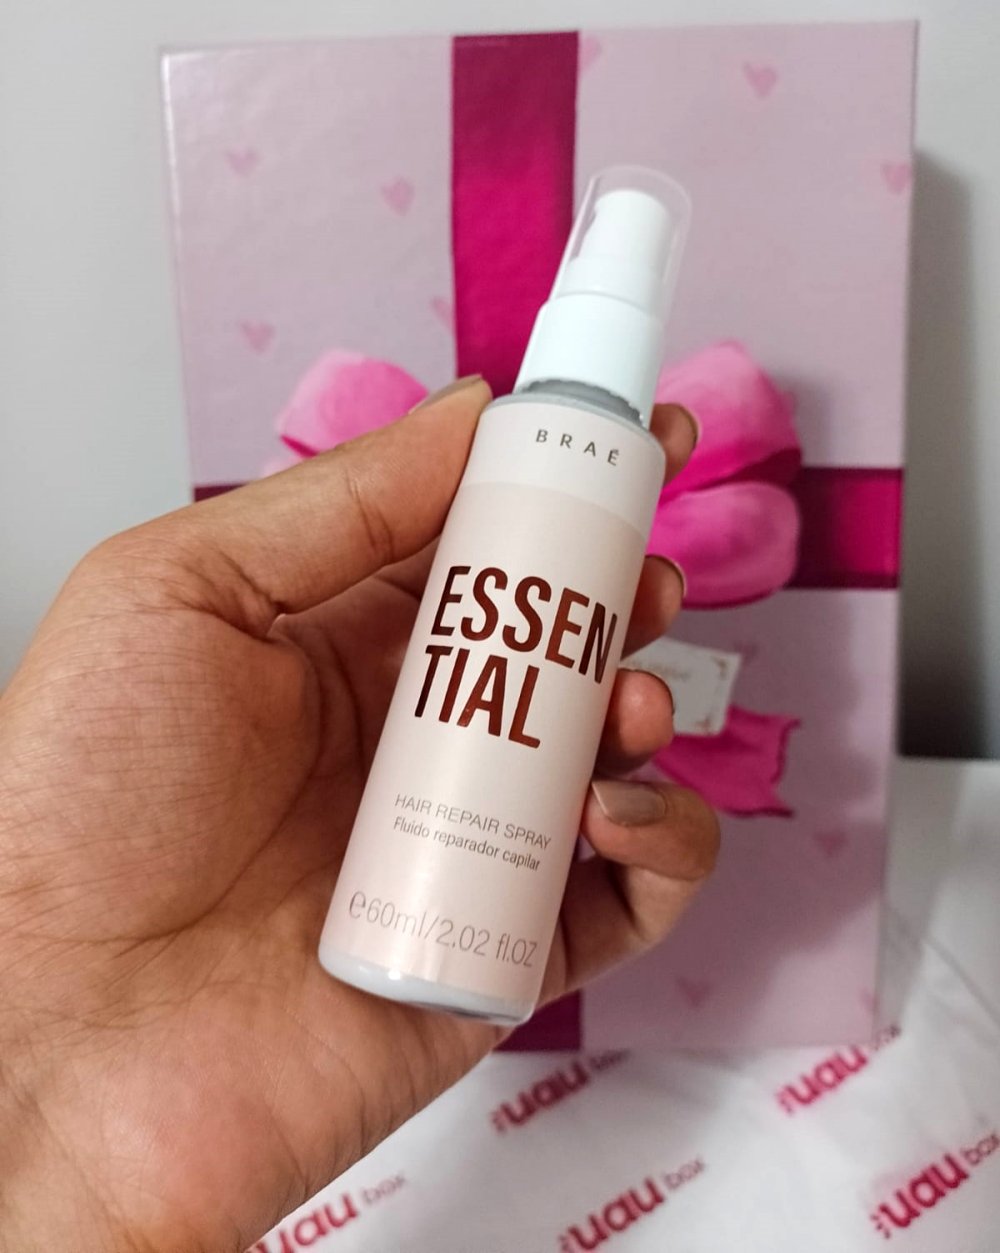 BRAÉ
ESSEN
TIAL
HAIR REPAIR SPRAY
Fluido reparador capilar
℮60ml/2.02 fl.OZ
uau
uau box
uau box
uau box
uau box